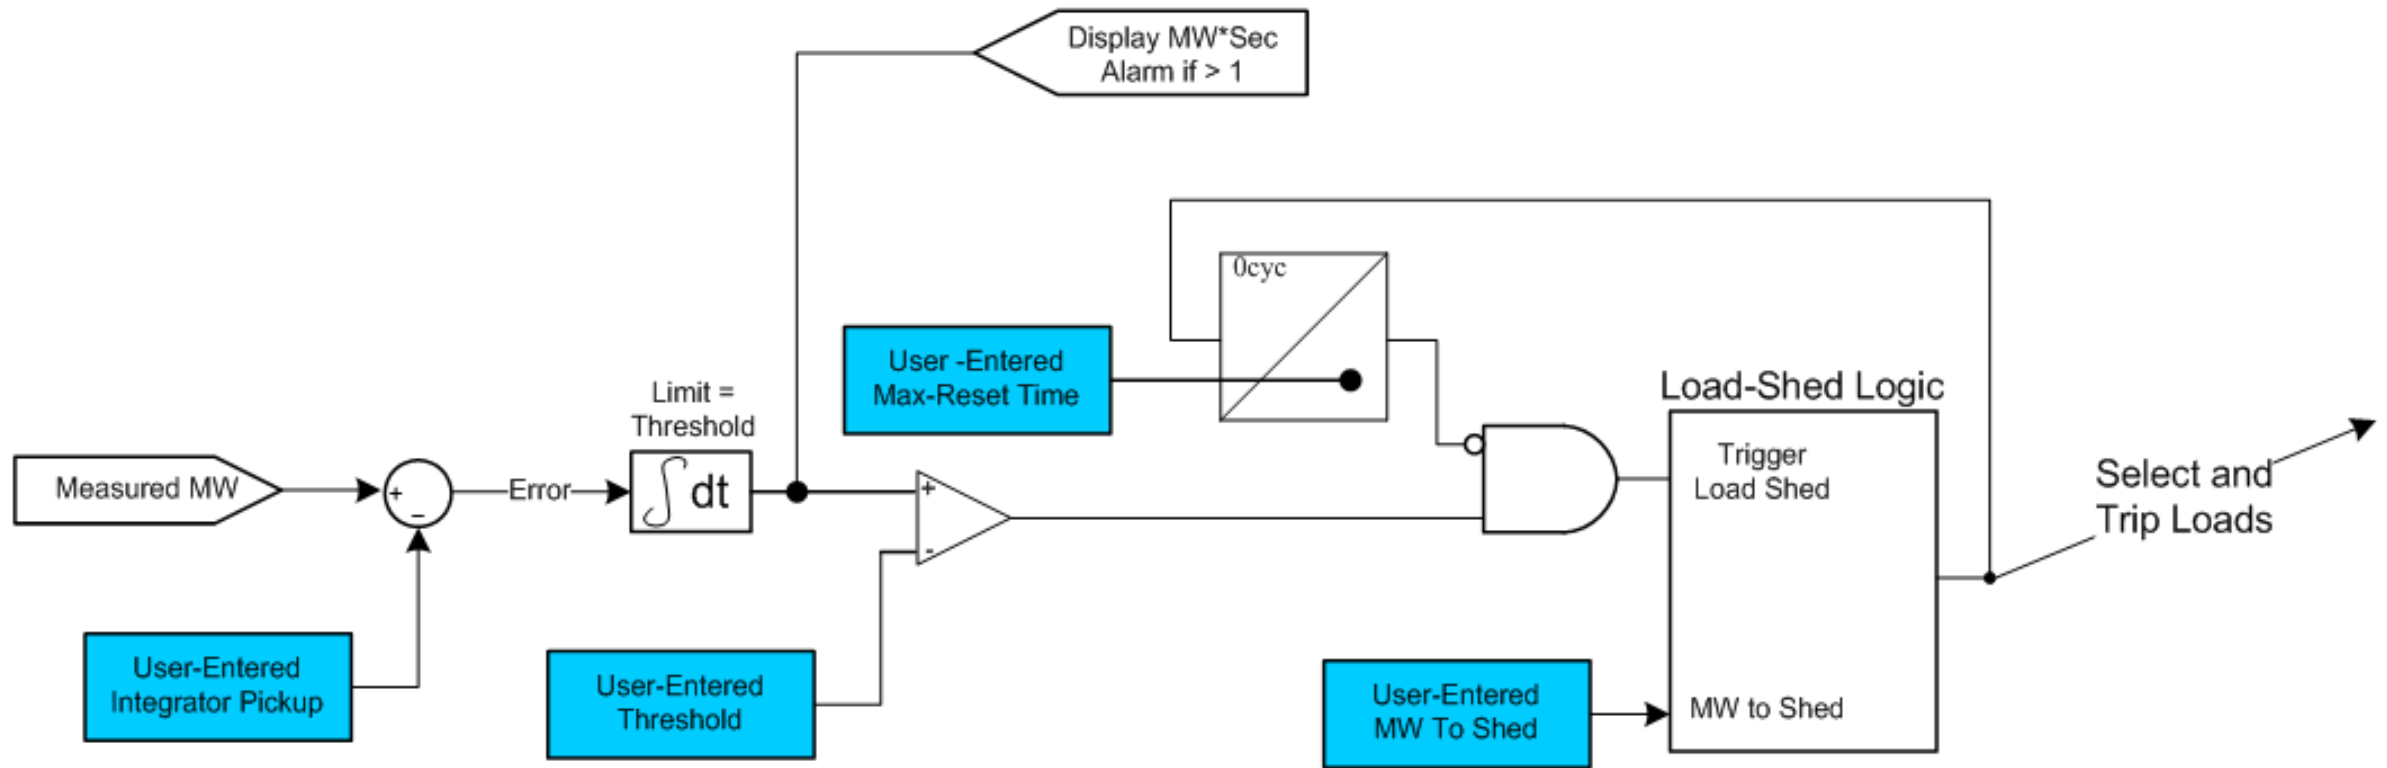 Display MW*Sec
Alarm if > 1
0cyc
User -Entered
Max-Reset Time
Limit =
Threshold
Load-Shed Logic
Trigger
Load Shed
Select and
Trip Loads
Measured MW
+
−
Error
∫ dt
+
-
User-Entered
Integrator Pickup
User-Entered
Threshold
User-Entered
MW To Shed
MW to Shed